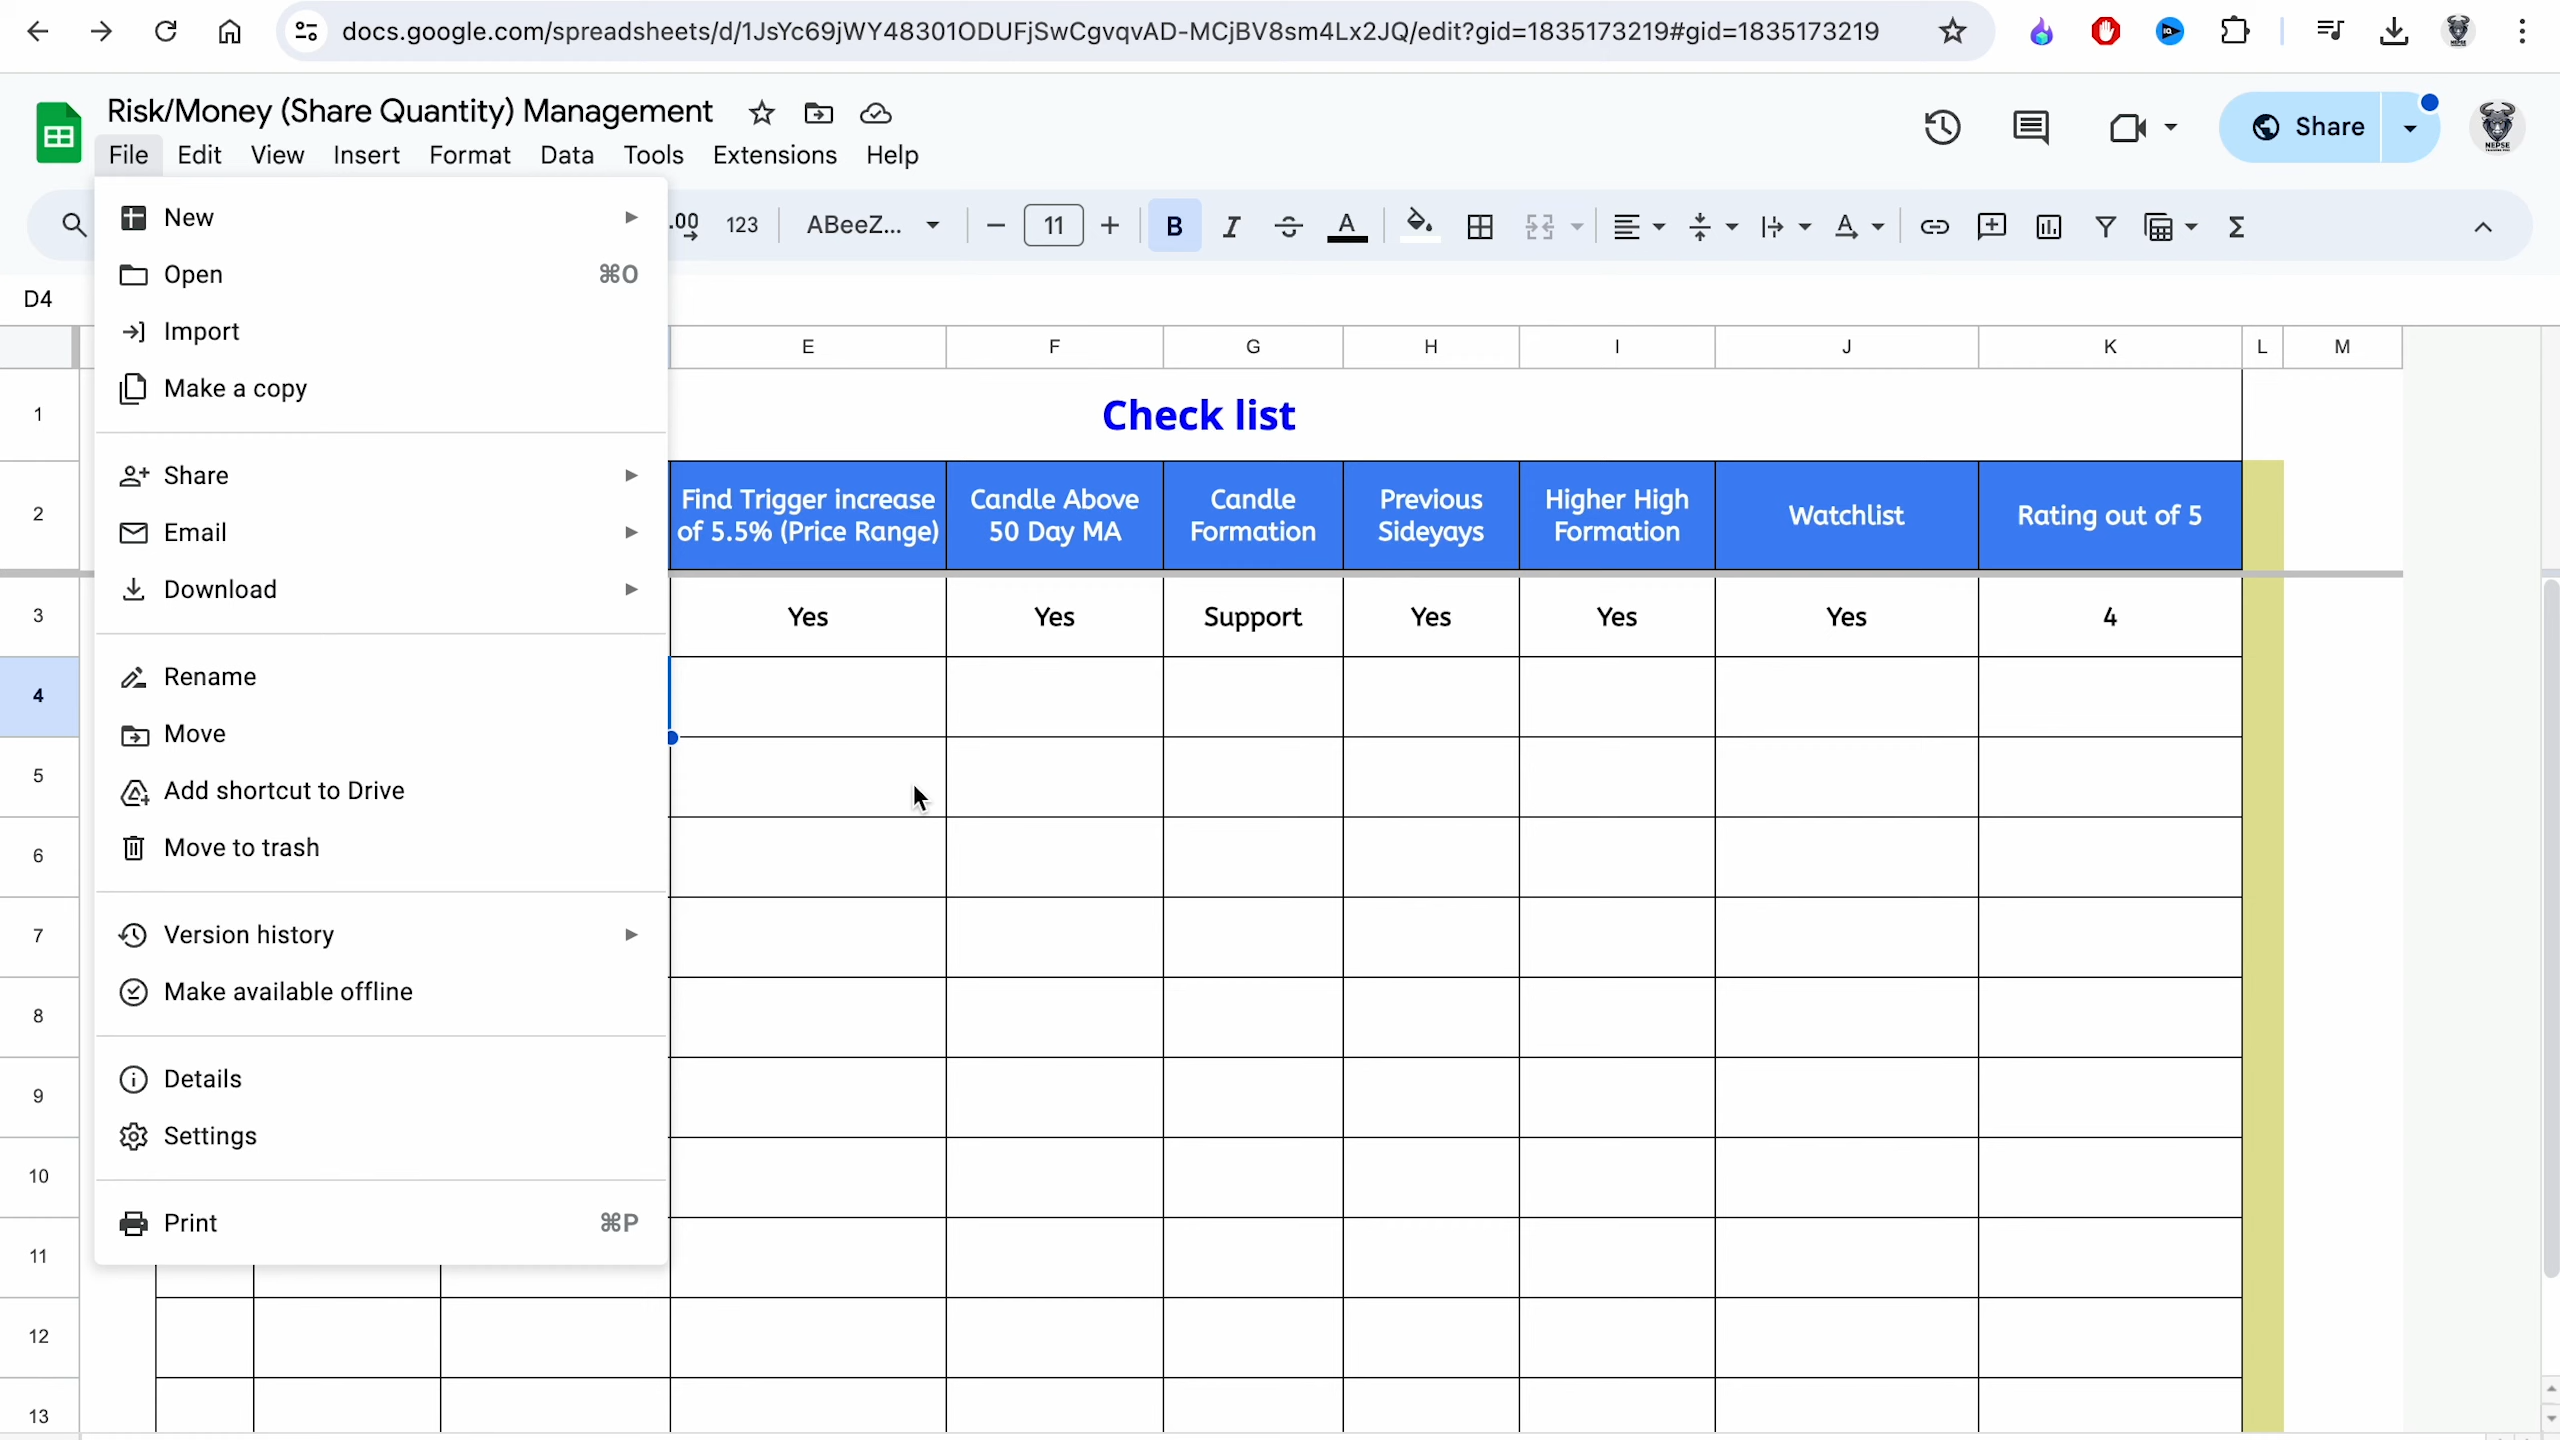 docs.google.com/spreadsheets/d/1JsYc69jWY48301ODUFjSwCgvqvAD-MCjBV8sm4Lx2JQ/edit?gid=1835173219#gid=1835173219
Risk/Money (Share Quantity) Management
Share
File Edit View Insert Format Data Tools Extensions Help
.00 123 ABeeZ... 11 B I A
D4
E F G H I J K L M
New
Open ⌘O
Import
Make a copy
Share
Email
Download
Rename
Move
Add shortcut to Drive
Move to trash
Version history
Make available offline
Details
Settings
Print ⌘P
1
Check list
2
Find Trigger increase
of 5.5% (Price Range)
Candle Above
50 Day MA
Candle
Formation
Previous
Sideyays
Higher High
Formation
Watchlist
Rating out of 5
3 Yes Yes Support Yes Yes Yes 4
4
5
6
7
8
9
10
11
12
13